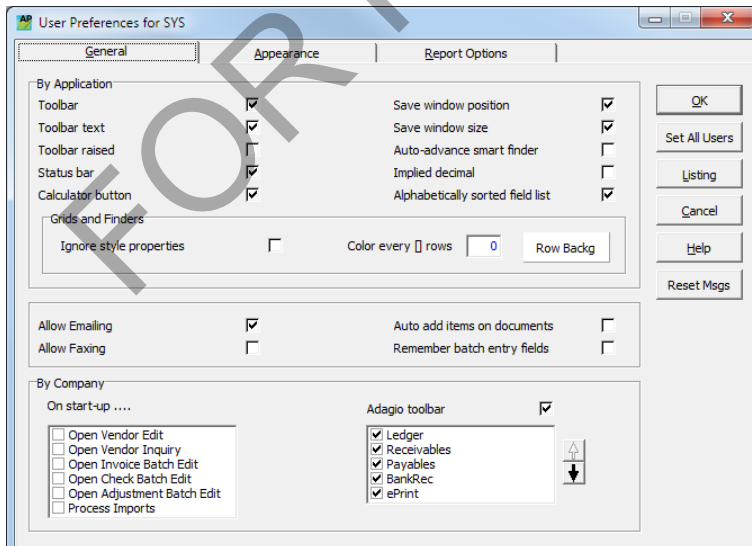 AP User Preferences for SYS
General Appearance Report Options
By Application
Toolbar Save window position
Toolbar text Save window size
Toolbar raised Auto-advance smart finder
Status bar Implied decimal
Calculator button Alphabetically sorted field list
Grids and Finders
Ignore style properties Color every [] rows 0 Row Backg
Allow Emailing Auto add items on documents
Allow Faxing Remember batch entry fields
By Company
On start-up .... Adagio toolbar
Open Vendor Edit
Open Vendor Inquiry
Open Invoice Batch Edit
Open Check Batch Edit
Open Adjustment Batch Edit
Process Imports
Ledger
Receivables
Payables
BankRec
ePrint
OK
Set All Users
Listing
Cancel
Help
Reset Msgs
FOR